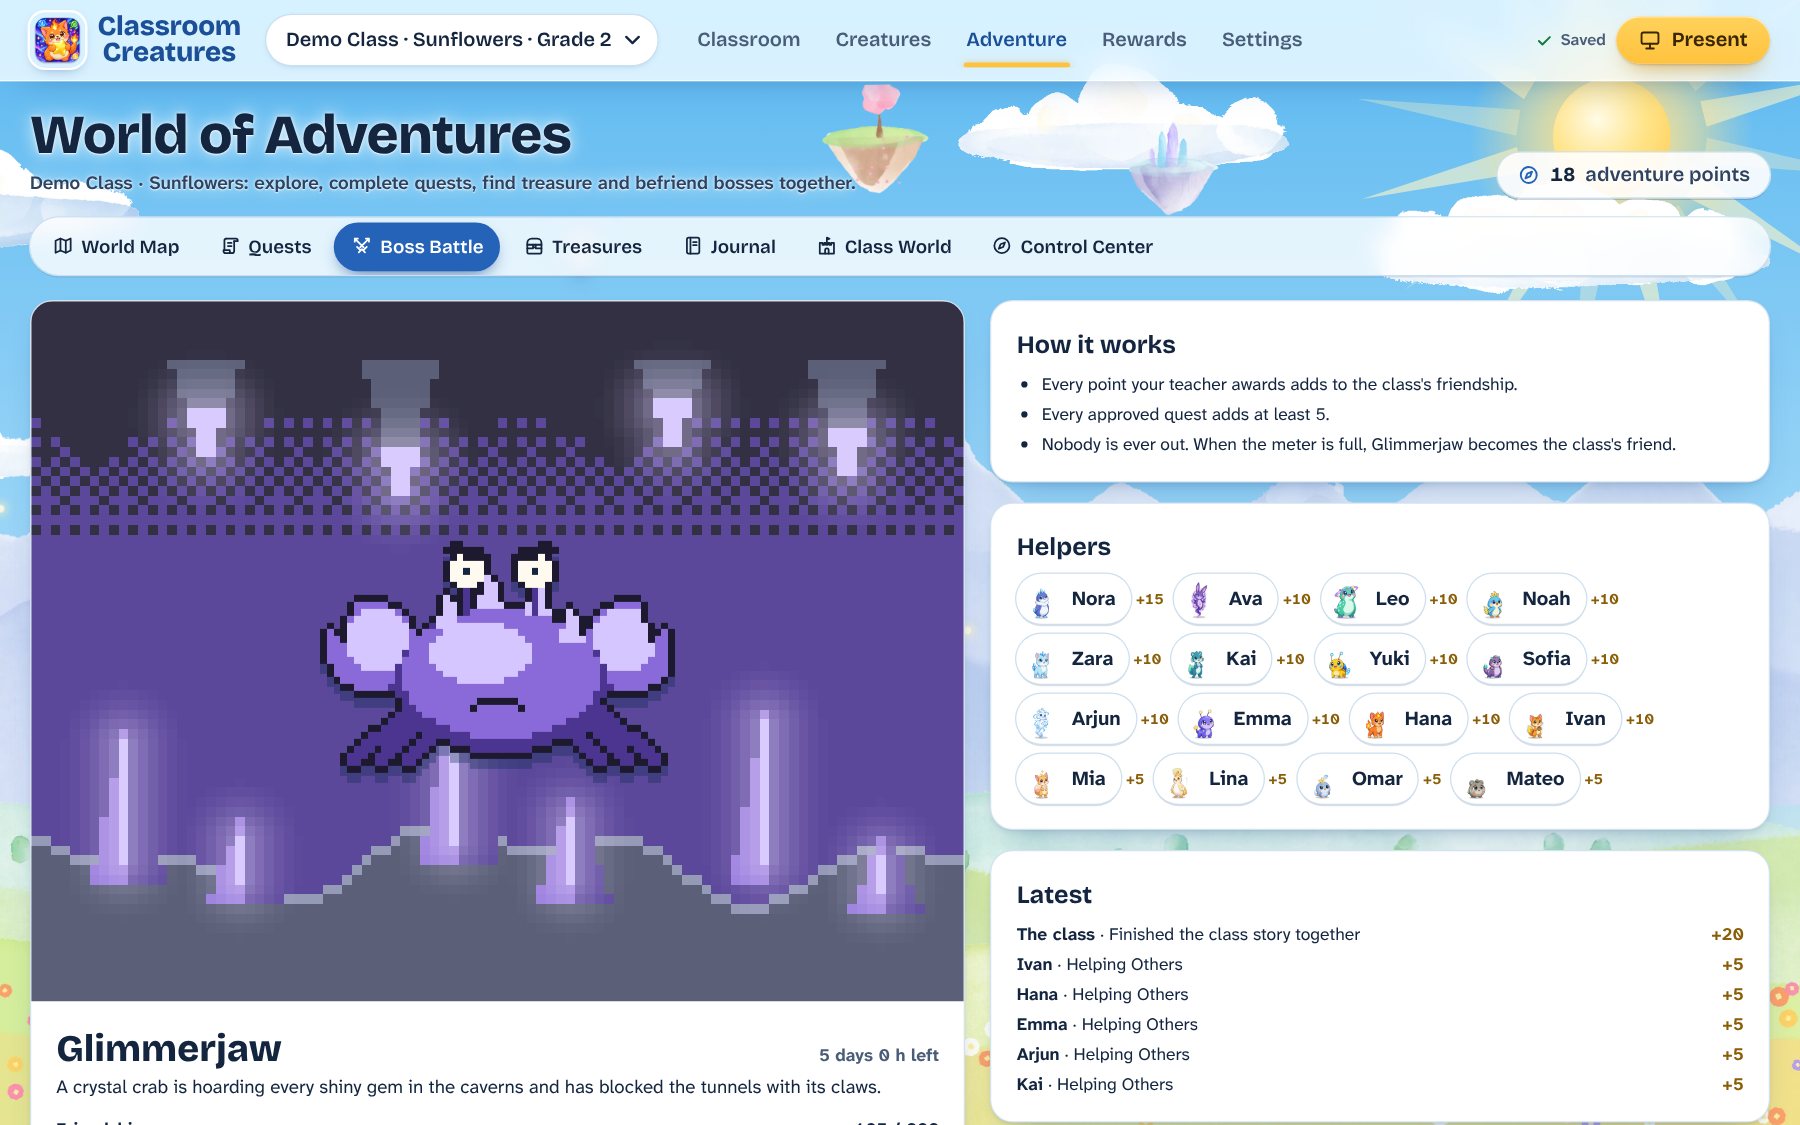 Classroom Creatures
Demo Class · Sunflowers · Grade 2
Classroom
Creatures
Adventure
Rewards
Settings
Saved
Present
World of Adventures
Demo Class · Sunflowers: explore, complete quests, find treasure and befriend bosses together.
18 adventure points
World Map
Quests
Boss Battle
Treasures
Journal
Class World
Control Center
How it works
Every point your teacher awards adds to the class's friendship.
Every approved quest adds at least 5.
Nobody is ever out. When the meter is full, Glimmerjaw becomes the class's friend.
Helpers
Nora +15 Ava +10 Leo +10 Noah +10
Zara +10 Kai +10 Yuki +10 Sofia +10
Arjun +10 Emma +10 Hana +10 Ivan +10
Mia +5 Lina +5 Omar +5 Mateo +5
Latest
The class · Finished the class story together +20
Ivan · Helping Others +5
Hana · Helping Others +5
Emma · Helping Others +5
Arjun · Helping Others +5
Kai · Helping Others +5
Glimmerjaw
5 days 0 h left
A crystal crab is hoarding every shiny gem in the caverns and has blocked the tunnels with its claws.